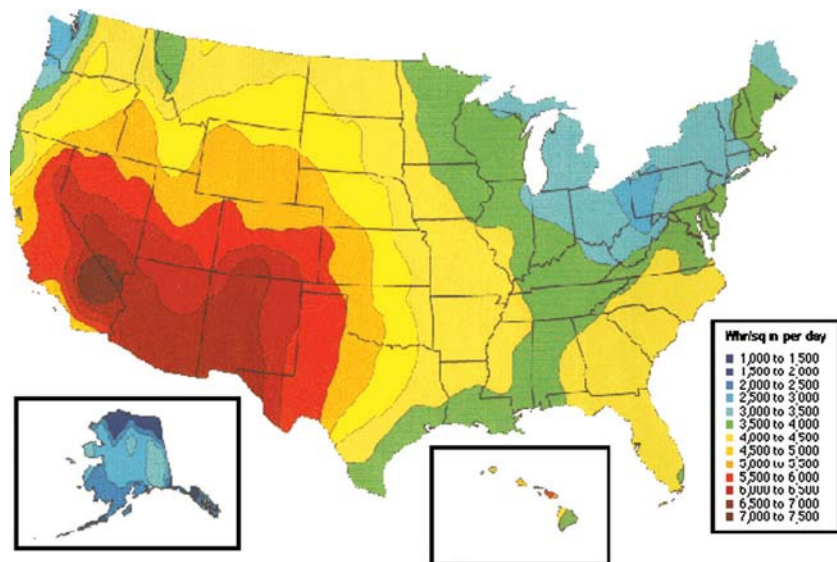 Whr/sq m per day
1,000 to 1,500
1,500 to 2,000
2,000 to 2,500
2,500 to 3,000
3,000 to 3,500
3,500 to 4,000
4,000 to 4,500
4,500 to 5,000
5,000 to 5,500
5,500 to 6,000
6,000 to 6,500
6,500 to 7,000
7,000 to 7,500